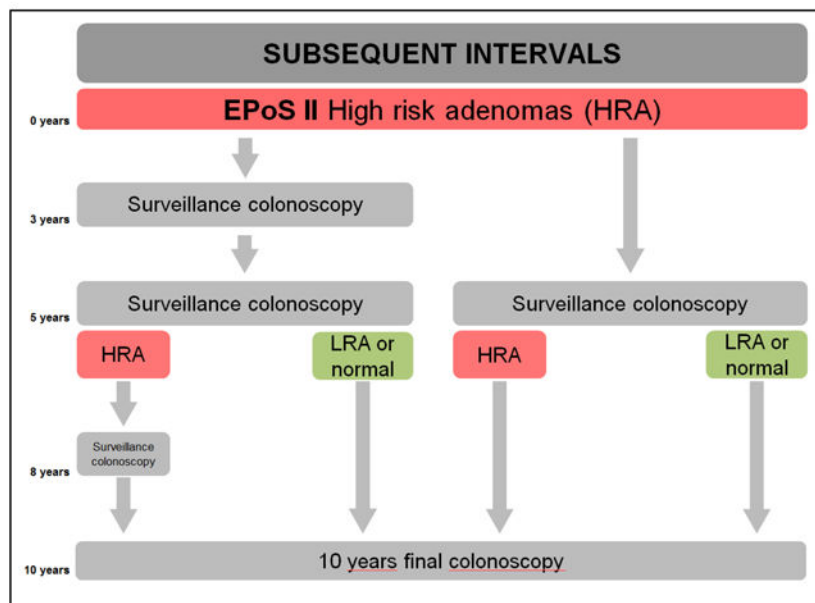 SUBSEQUENT INTERVALS
EPoS II High risk adenomas (HRA)
0 years
Surveillance colonoscopy
3 years
Surveillance colonoscopy
Surveillance colonoscopy
5 years
HRA
LRA or
normal
HRA
LRA or
normal
Surveillance
colonoscopy
8 years
10 years final colonoscopy
10 years